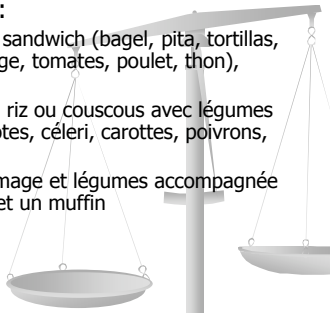 :
sandwich (bagel, pita, tortillas,
ge, tomates, poulet, thon),
riz ou couscous avec légumes
tes, céleri, carottes, poivrons,
mage et légumes accompagnée
et un muffin